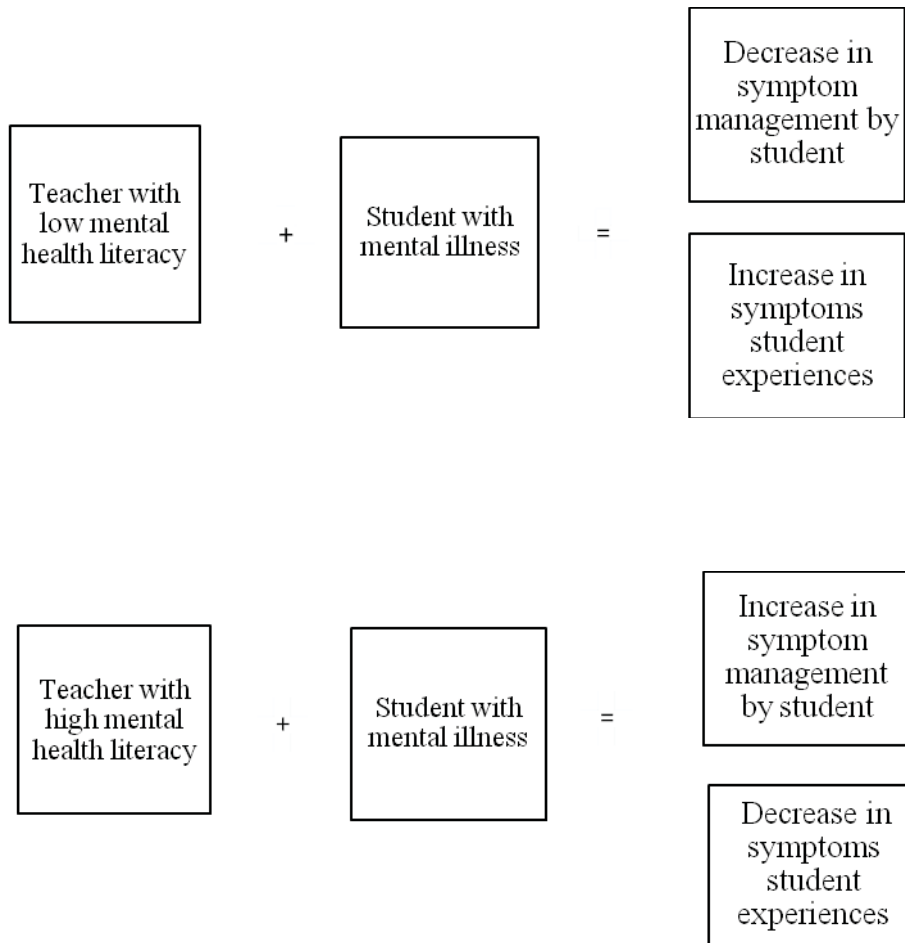 Teacher with
low mental
health literacy
+
Student with
mental illness
=
Decrease in
symptom
management by
student
Increase in
symptoms
student
experiences
Teacher with
high mental
health literacy
+
Student with
mental illness
=
Increase in
symptom
management
by student
Decrease in
symptoms
student
experiences